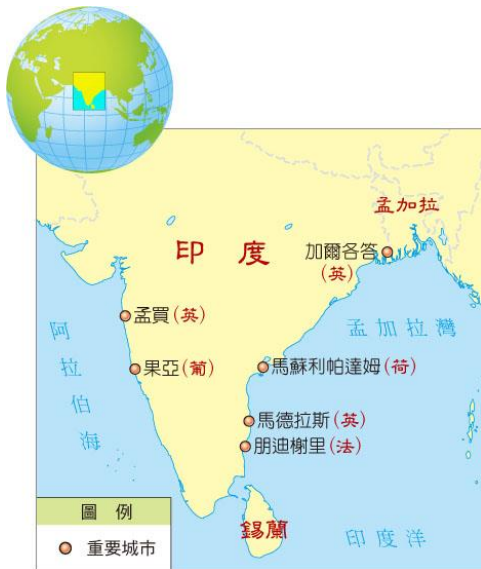 孟加拉
印度
加爾各答
(英)
孟買(英)
阿拉伯海
孟加拉灣
果亞(葡)
馬蘇利帕達姆(荷)
馬德拉斯(英)
朋迪榭里(法)
錫蘭
印度洋
圖例
重要城市